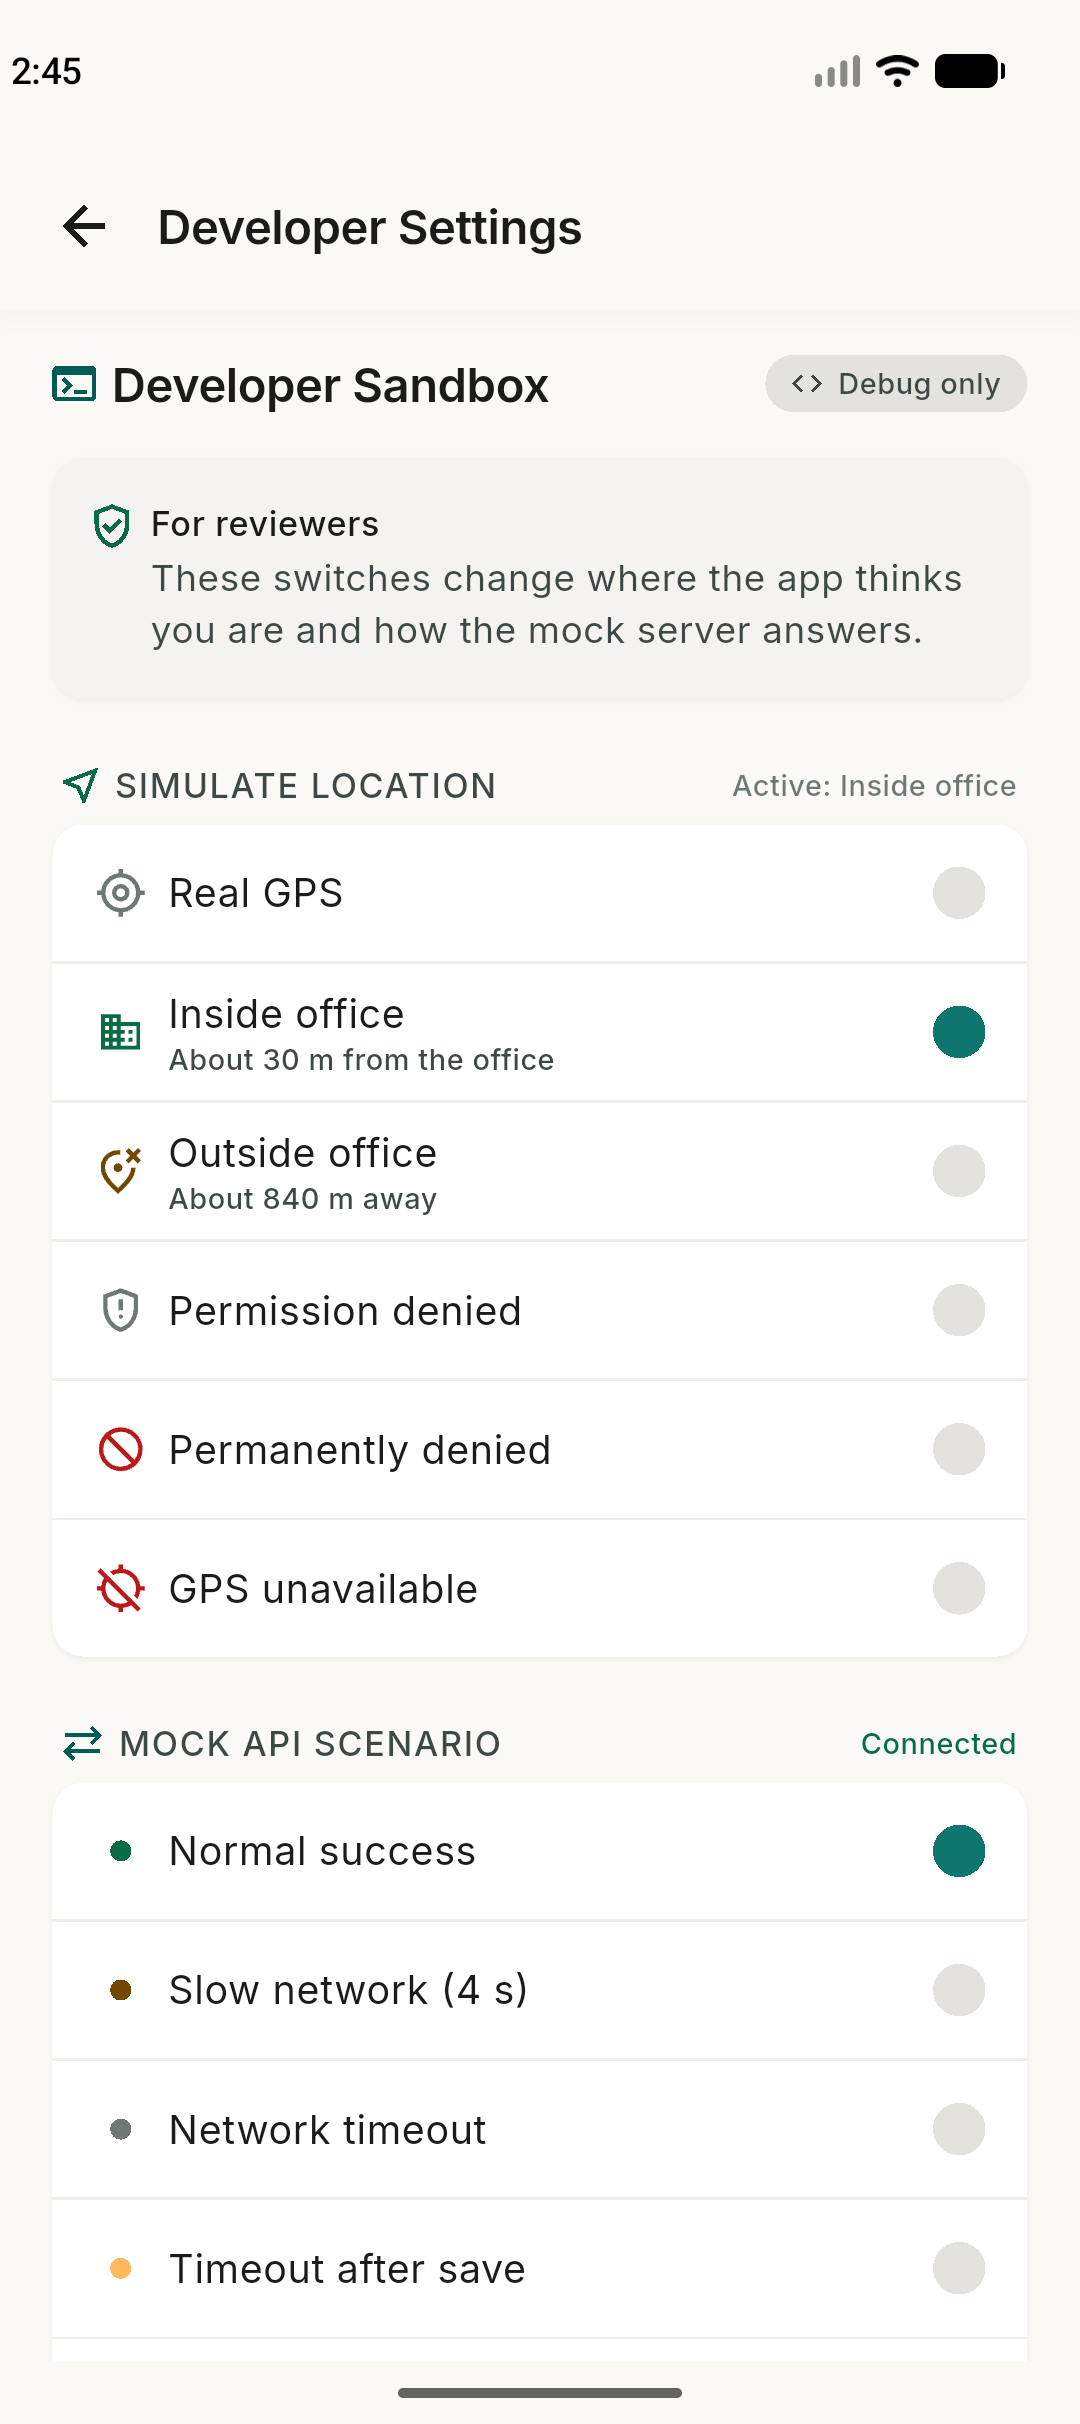 2:45
Developer Settings
Developer Sandbox
Debug only
For reviewers
These switches change where the app thinks
you are and how the mock server answers.
SIMULATE LOCATION
Active: Inside office
Real GPS
Inside office
About 30 m from the office
Outside office
About 840 m away
Permission denied
Permanently denied
GPS unavailable
MOCK API SCENARIO
Connected
Normal success
Slow network (4 s)
Network timeout
Timeout after save